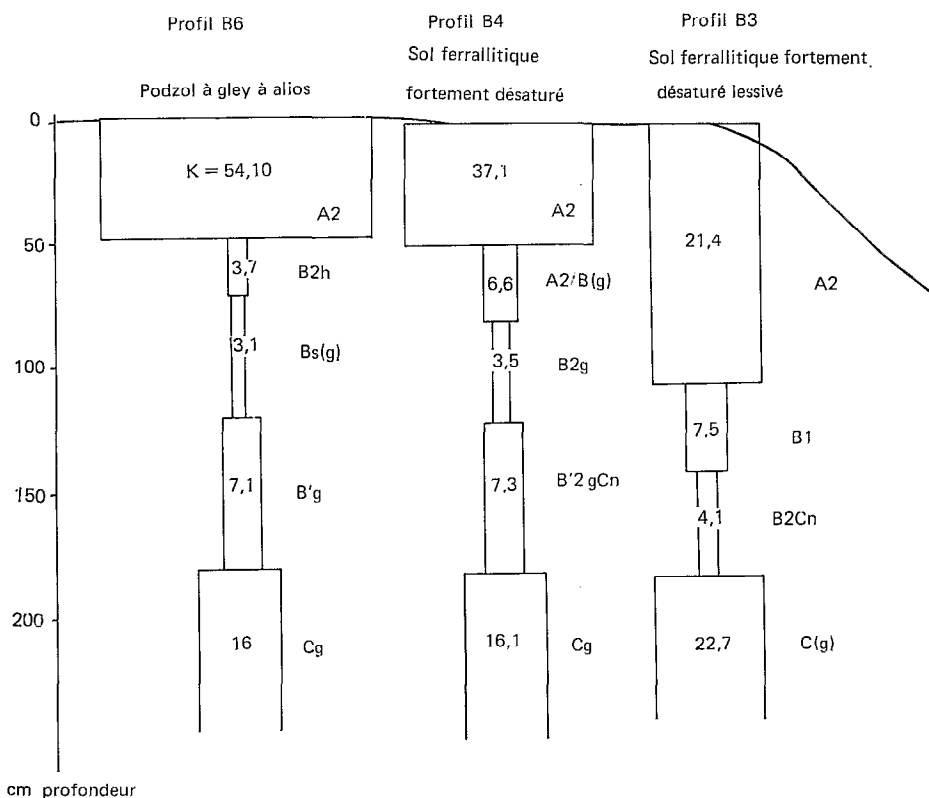 Profil B6
Profil B4
Profil B3
Sol ferrallitique
Sol ferrallitique fortement
Podzol à gley à alios
fortement désaturé
désaturé lessivé
0
50
100
150
200
cm profondeur
K = 54,10
A2
3,7
B2h
3,1
Bs(g)
7,1
B'g
16
Cg
37,1
A2
6,6
A2/B(g)
3,5
B2g
7,3
B'2 gCn
16,1
Cg
21,4
A2
7,5
B1
4,1
B2Cn
22,7
C(g)